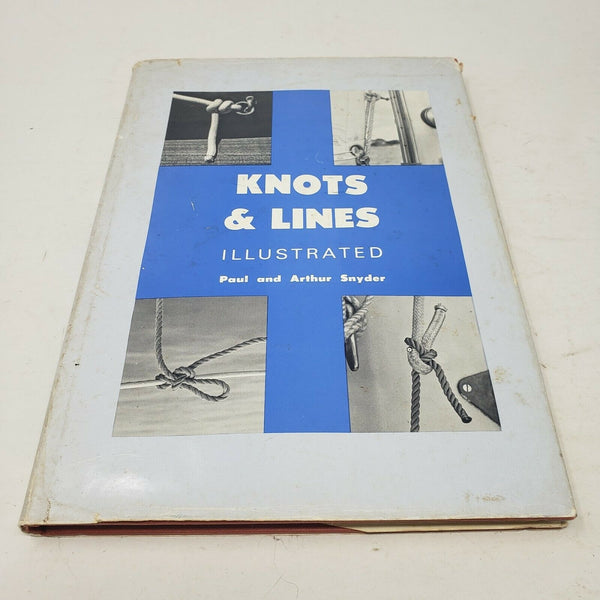 KNOTS
& LINES
ILLUSTRATED
Paul and Arthur Snyder